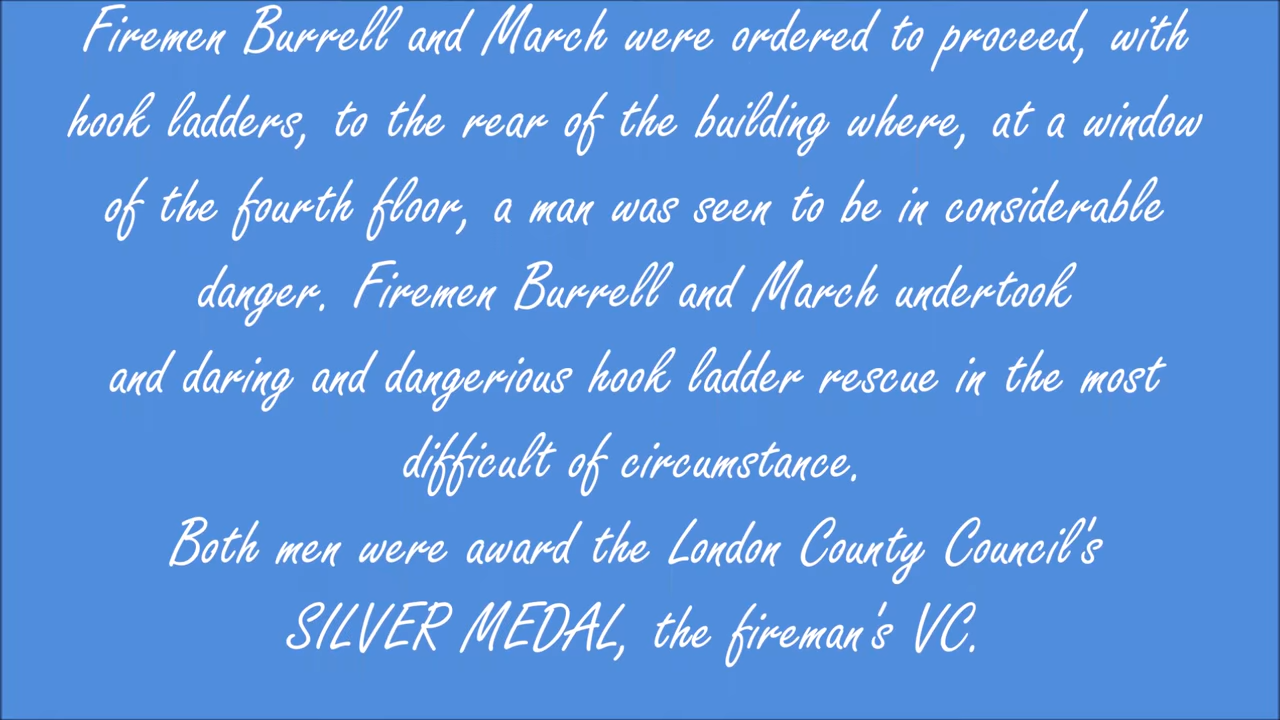 Firemen Burrell and March were ordered to proceed, with
hook ladders, to the rear of the building where, at a window
of the fourth floor, a man was seen to be in considerable
danger. Firemen Burrell and March undertook
and daring and dangerious hook ladder rescue in the most
difficult of circumstance.
Both men were award the London County Council's
SILVER MEDAL, the fireman's VC.